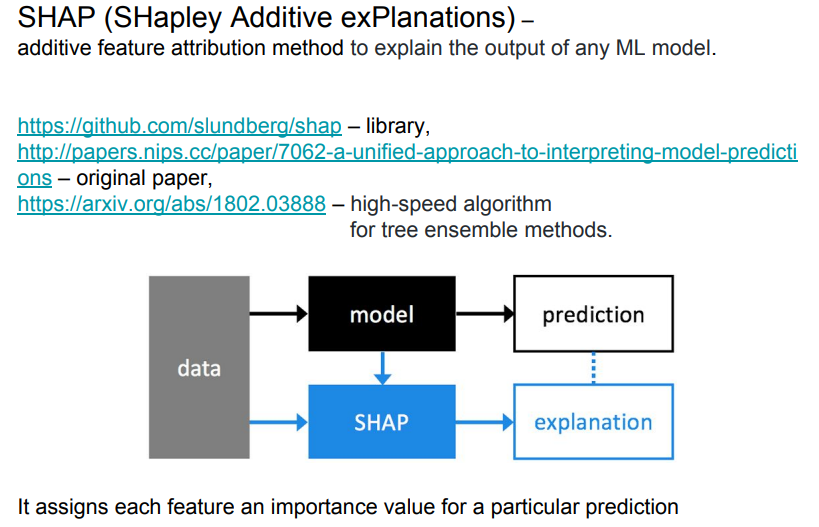 SHAP (SHapley Additive exPlanations) –
additive feature attribution method to explain the output of any ML model.
https://github.com/slundberg/shap – library,
http://papers.nips.cc/paper/7062-a-unified-approach-to-interpreting-model-predicti
ons – original paper,
https://arxiv.org/abs/1802.03888 – high-speed algorithm
for tree ensemble methods.
model
prediction
data
SHAP
explanation
It assigns each feature an importance value for a particular prediction